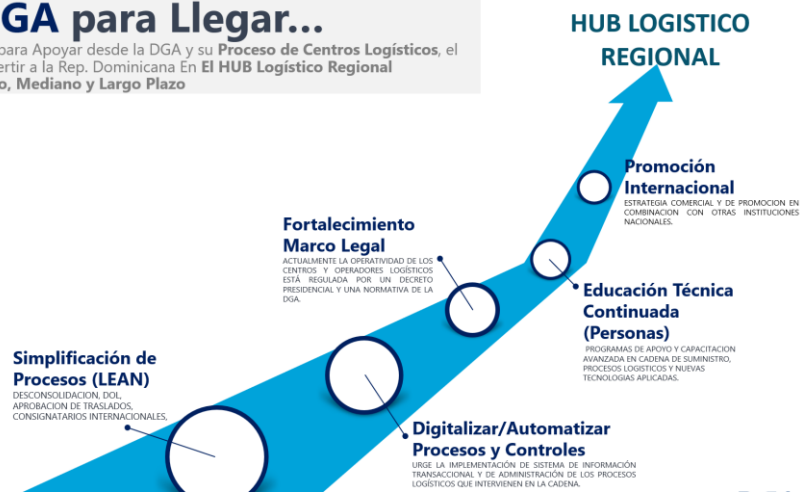 GA para Llegar...
para Apoyar desde la DGA y su Proceso de Centros Logísticos, el
ertir a la Rep. Dominicana En El HUB Logístico Regional
o, Mediano y Largo Plazo
HUB LOGISTICO
REGIONAL
Promoción
Internacional
ESTRATEGIA COMERCIAL Y DE PROMOCION EN
COMBINACION CON OTRAS INSTITUCIONES
NACIONALES.
Fortalecimiento
Marco Legal
ACTUALMENTE LA OPERATIVIDAD DE LOS
CENTROS Y OPERADORES LOGÍSTICOS
ESTÁ REGULADA POR UN DECRETO
PRESIDENCIAL Y UNA NORMATIVA DE LA
DGA.
Educación Técnica
Continuada
(Personas)
PROGRAMAS DE APOYO Y CAPACITACION
AVANZADA EN CADENA DE SUMINISTRO,
PROCESOS LOGISTICOS Y NUEVAS
TECNOLOGIAS APLICADAS.
Simplificación de
Procesos (LEAN)
DESCONSOLIDACION, DOL,
APROBACION DE TRASLADOS,
CONSIGNATARIOS INTERNACIONALES,
Digitalizar/Automatizar
Procesos y Controles
URGE LA IMPLEMENTACIÓN DE SISTEMA DE INFORMACIÓN
TRANSACCIONAL Y DE ADMINISTRACIÓN DE LOS PROCESOS
LOGÍSTICOS QUE INTERVIENEN EN LA CADENA.